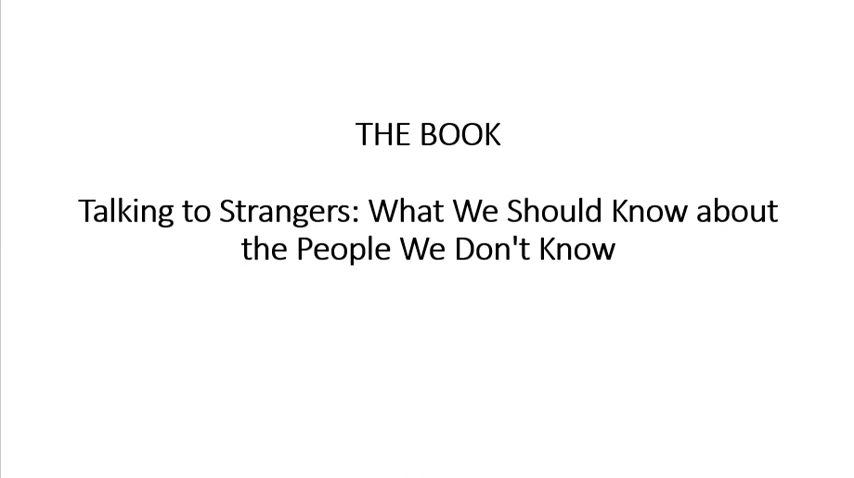 THE BOOK
Talking to Strangers: What We Should Know about
the People We Don't Know